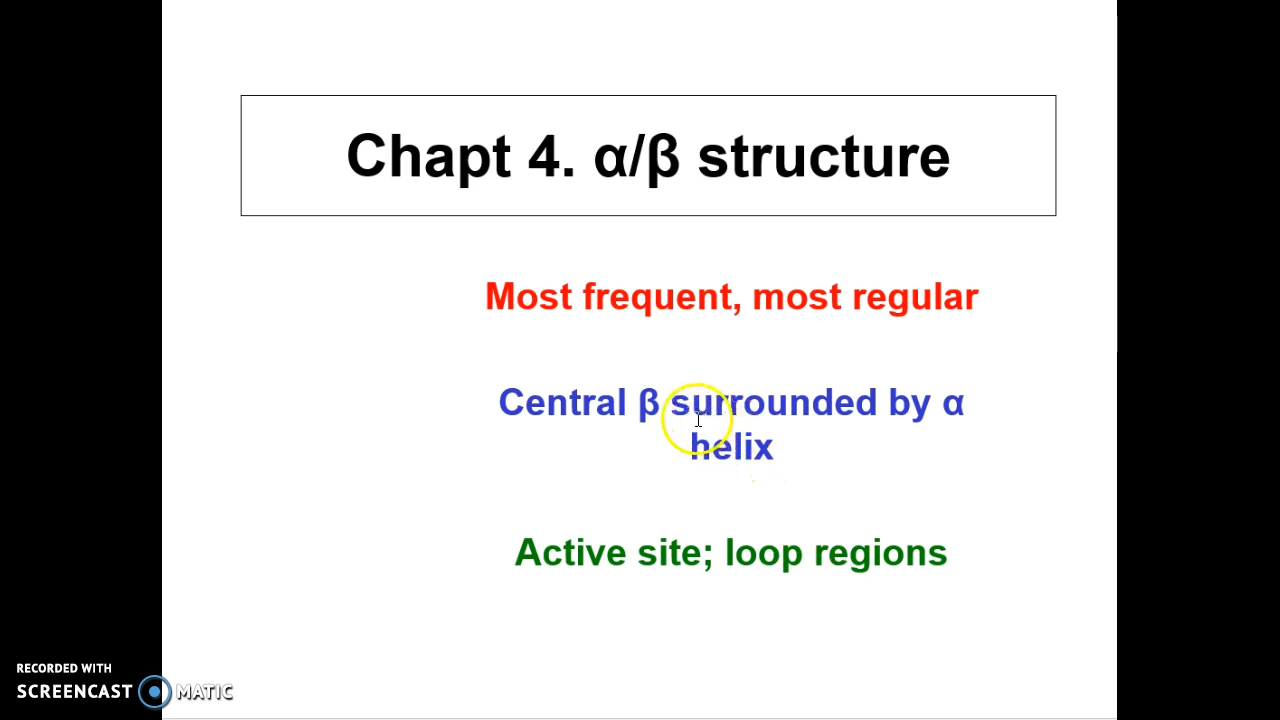 Chapt 4. α/β structure
Most frequent, most regular
Central β surrounded by α
helix
Active site; loop regions
RECORDED WITH
SCREENCAST MATIC